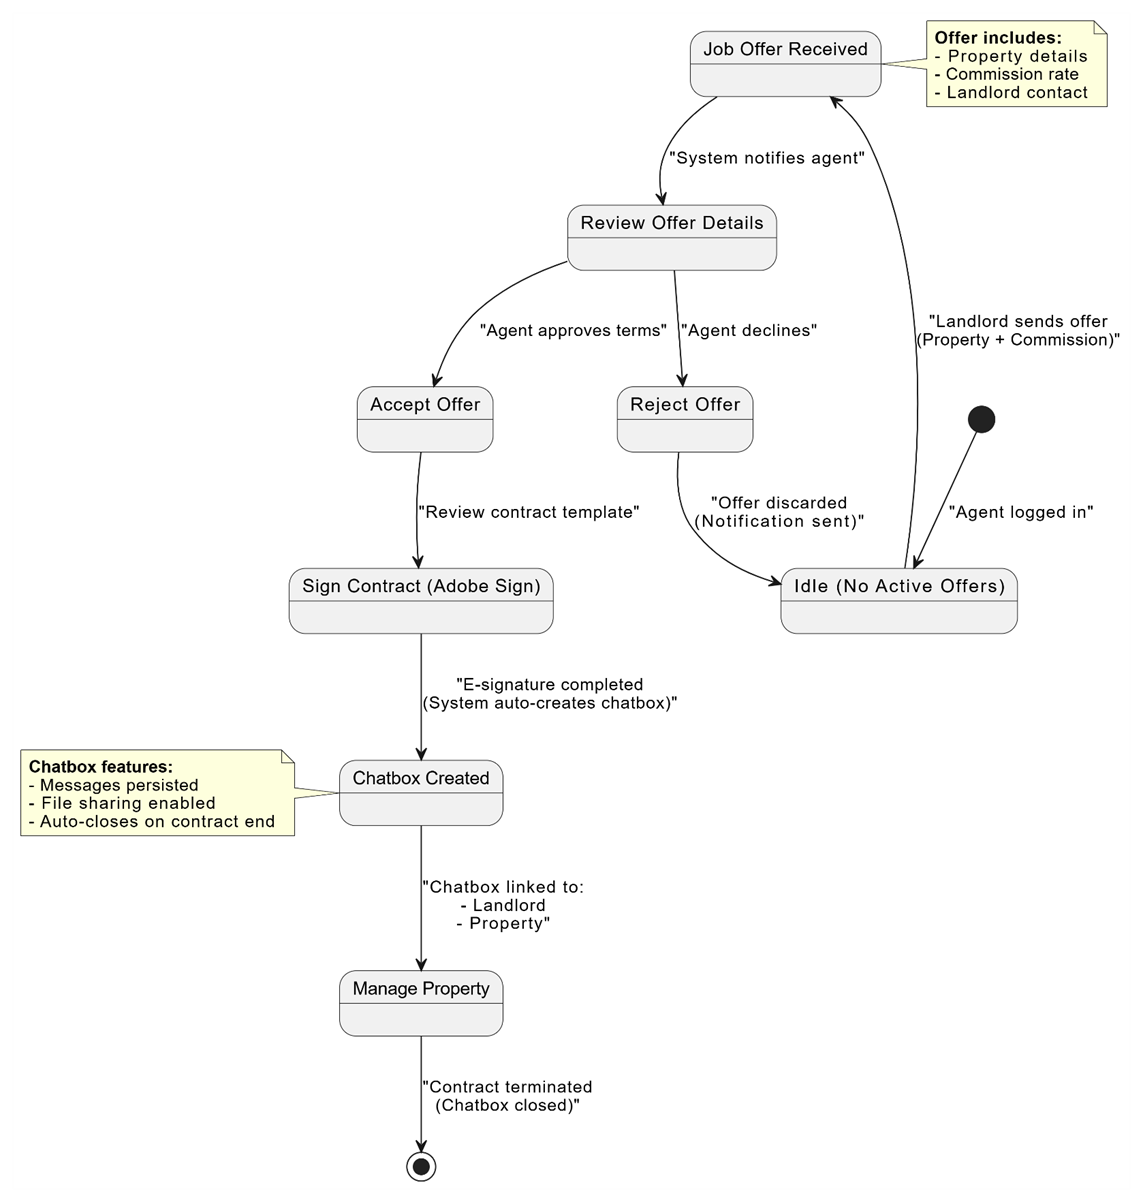 Job Offer Received
Offer includes:
- Property details
- Commission rate
- Landlord contact
"System notifies agent"
Review Offer Details
"Agent approves terms"
"Agent declines"
"Landlord sends offer
(Property + Commission)"
Accept Offer
Reject Offer
"Review contract template"
"Offer discarded
(Notification sent)"
"Agent logged in"
Sign Contract (Adobe Sign)
Idle (No Active Offers)
"E-signature completed
(System auto-creates chatbox)"
Chatbox features:
- Messages persisted
- File sharing enabled
- Auto-closes on contract end
Chatbox Created
"Chatbox linked to:
- Landlord
- Property"
Manage Property
"Contract terminated
(Chatbox closed)"